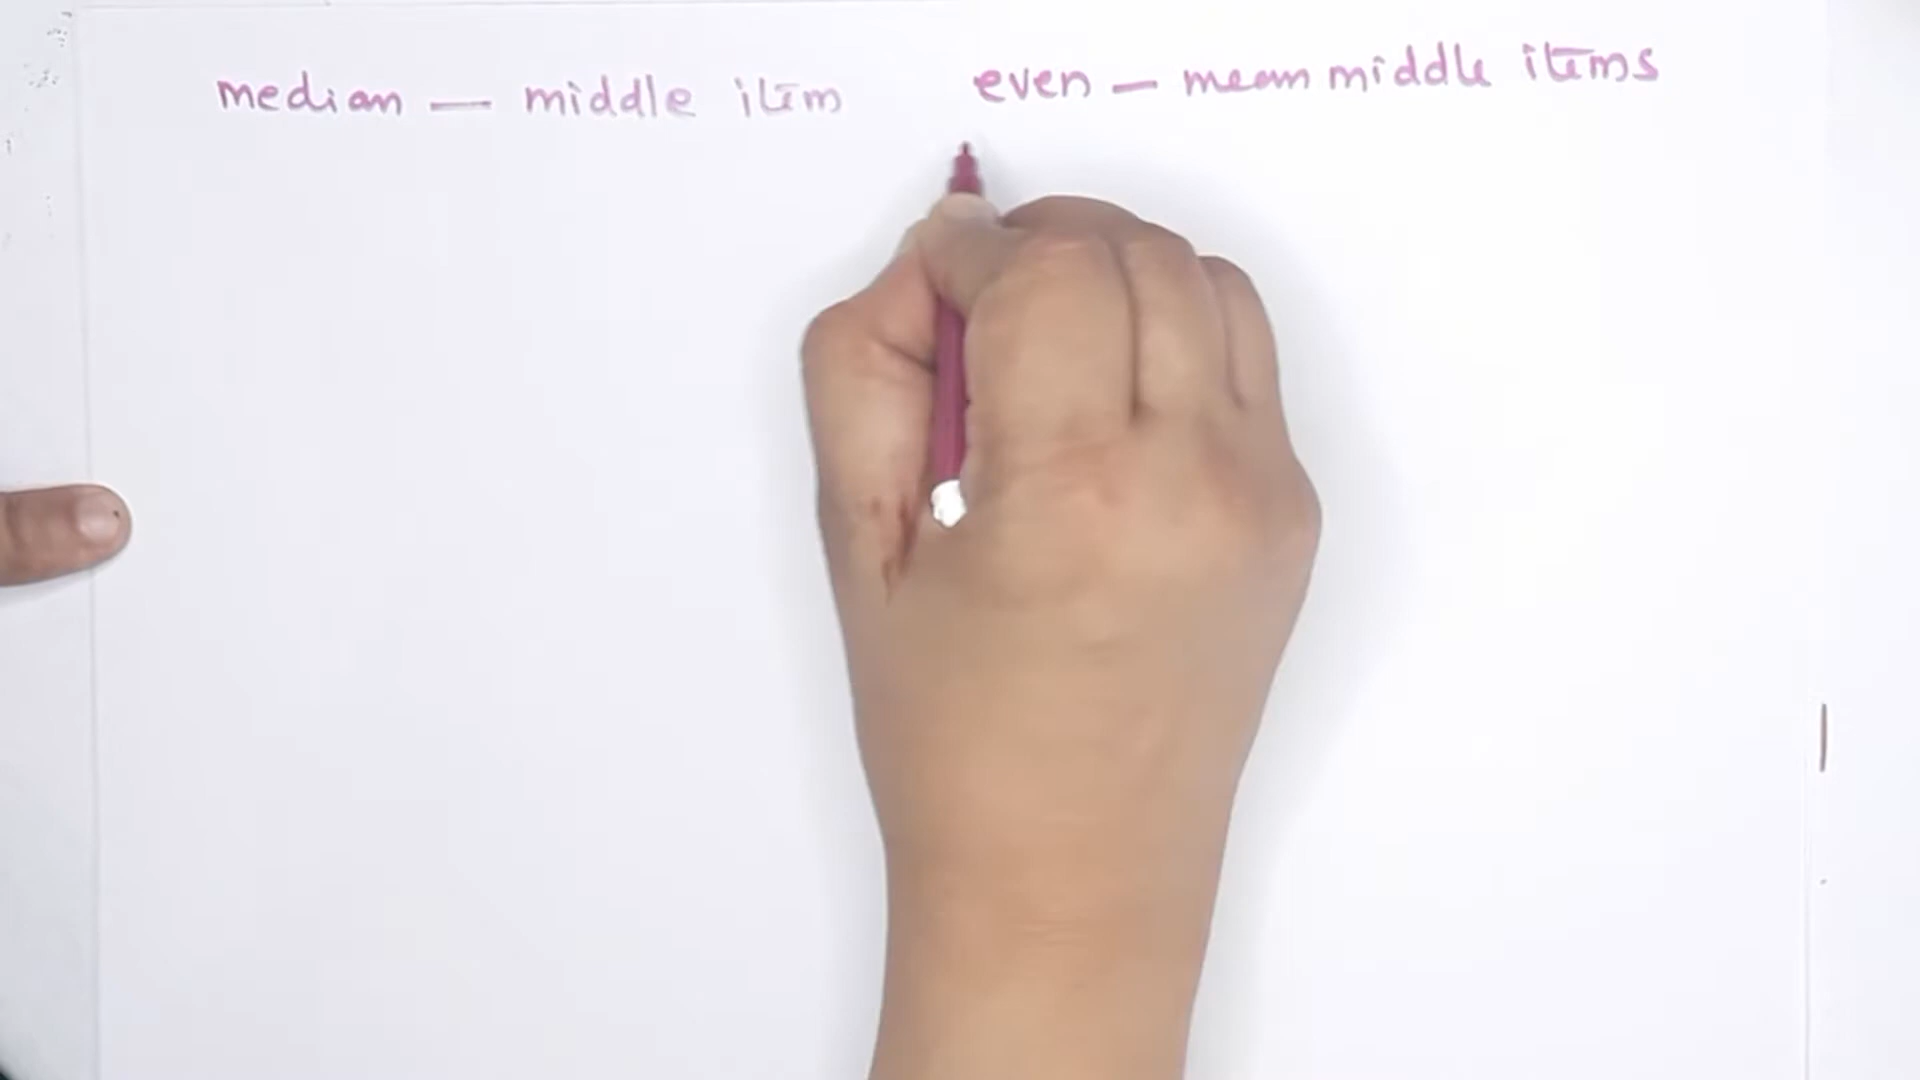 median — middle item
even — mean middle items